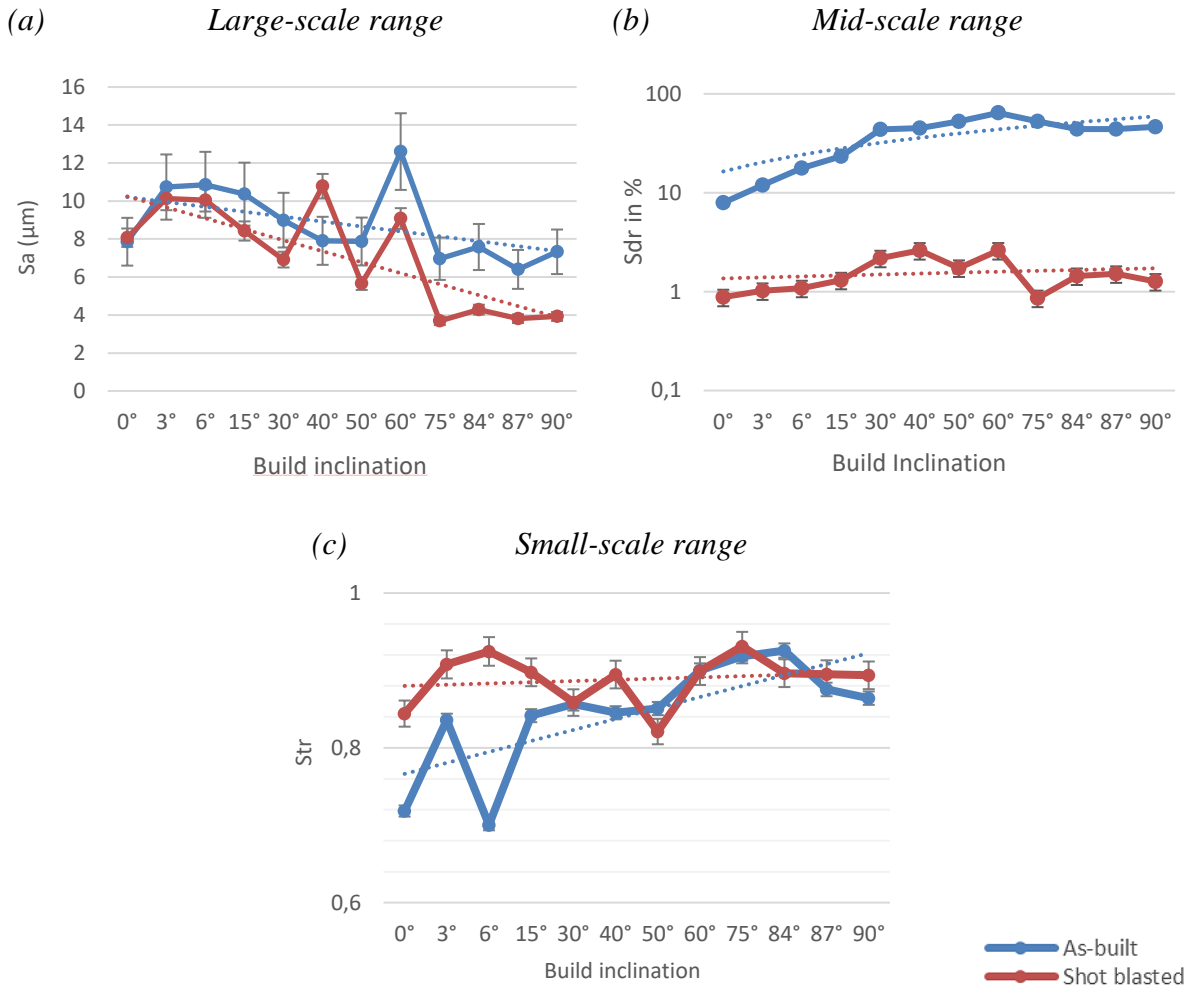 (a) Large-scale range
16
14
12
10
8
6
4
2
0
Sa (µm)
0° 3° 6° 15° 30° 40° 50° 60° 75° 84° 87° 90°
Build inclination
(b) Mid-scale range
100
10
1
0,1
Sdr in %
0° 3° 6° 15° 30° 40° 50° 60° 75° 84° 87° 90°
Build Inclination
(c) Small-scale range
1
0,8
0,6
Str
0° 3° 6° 15° 30° 40° 50° 60° 75° 84° 87° 90°
Build inclination
As-built
Shot blasted